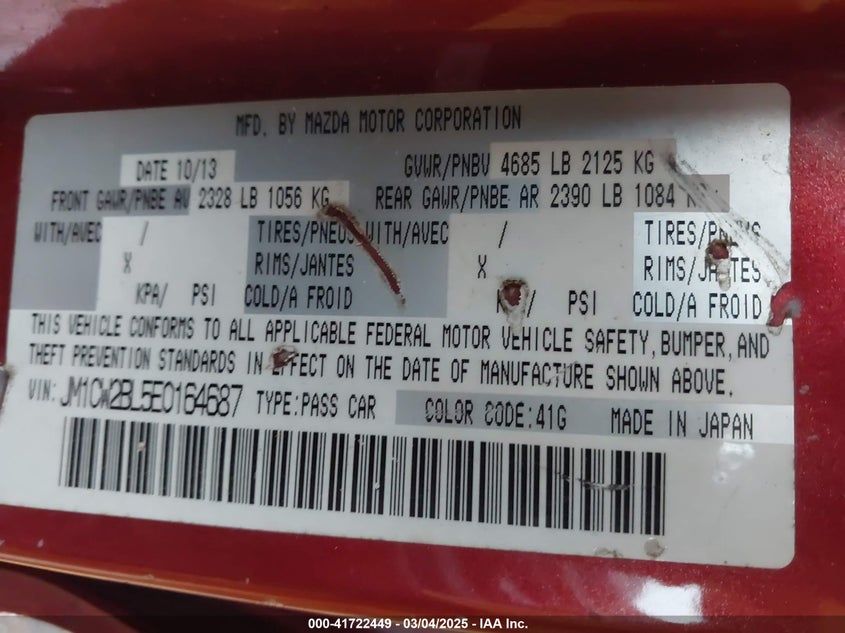 MFD. BY MAZDA MOTOR CORPORATION
DATE 10/13 GVWR/PNBV 4685 LB 2125 KG
FRONT GAWR/PNBE AV 2328 LB 1056 KG REAR GAWR/PNBE AR 2390 LB 1084
WITH/AVEC / TIRES/PNEUS WITH/AVEC / TIRES/PNEUS
X RIMS/JANTES X RIMS/JANTES
KPA/ PSI COLD/A FROID / PSI COLD/A FROID
THIS VEHICLE CONFORMS TO ALL APPLICABLE FEDERAL MOTOR VEHICLE SAFETY, BUMPER, AND
THEFT PREVENTION STANDARDS IN EFFECT ON THE DATE OF MANUFACTURE SHOWN ABOVE.
VIN: JM1CW2BL5E0164687 TYPE: PASS CAR COLOR CODE: 41G MADE IN JAPAN
000-41722449 - 03/04/2025 - IAA Inc.